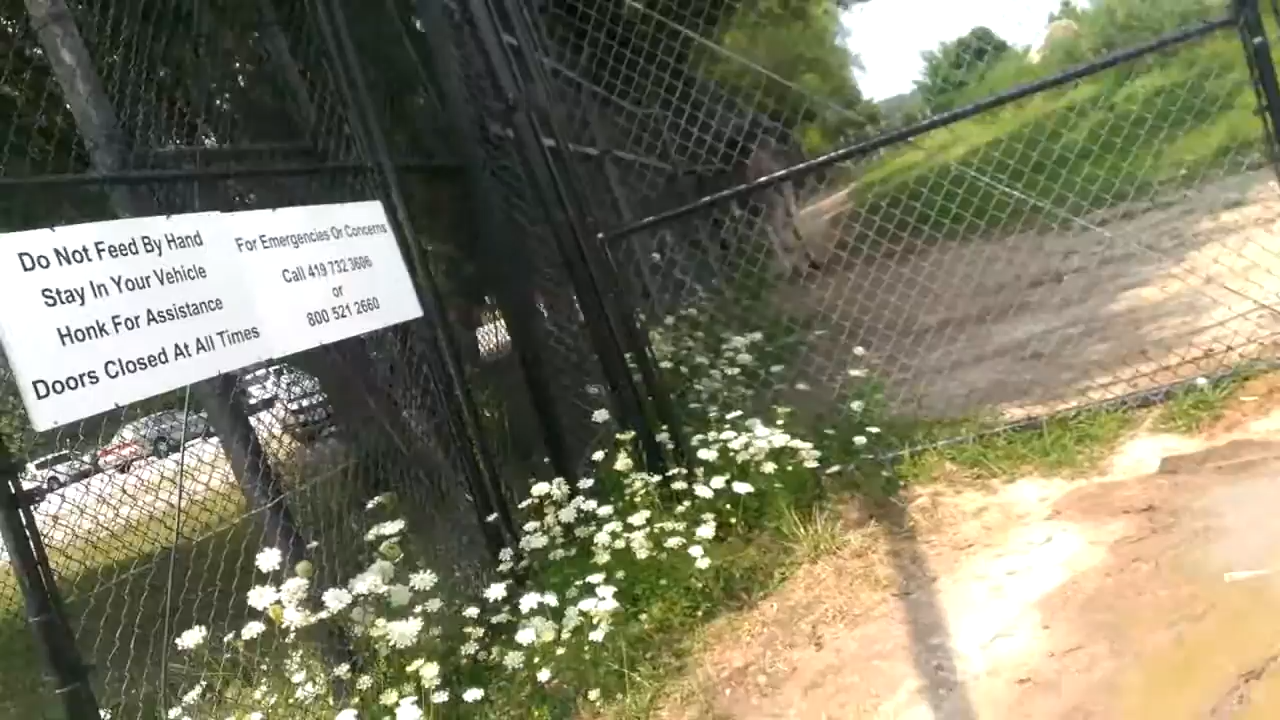 Do Not Feed By Hand
Stay In Your Vehicle
Honk For Assistance
Doors Closed At All Times
For Emergencies Or Concerns
Call 419 732 3606
or
800 521 2660